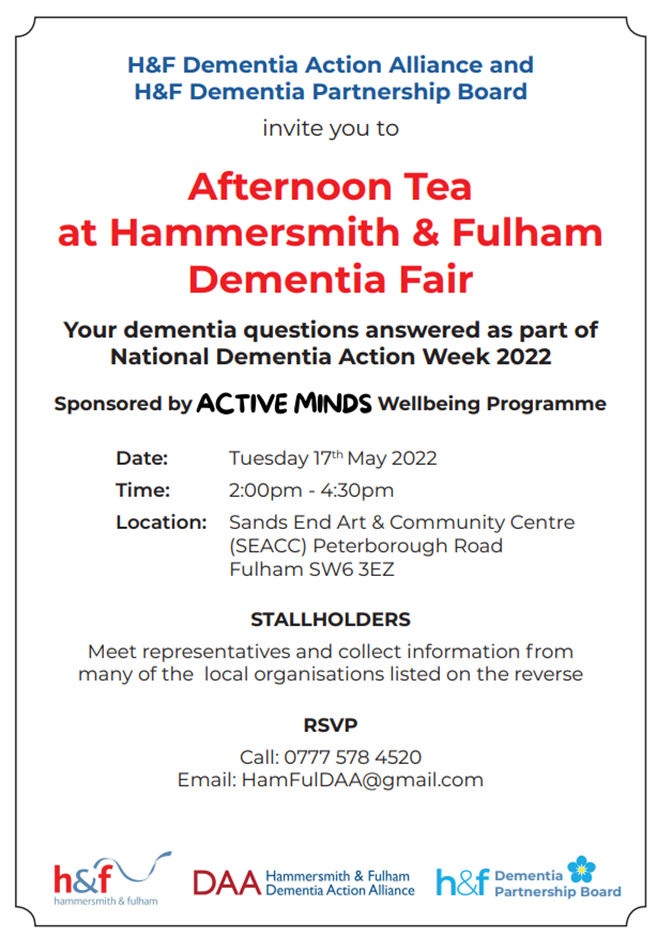 H&F Dementia Action Alliance and
H&F Dementia Partnership Board
invite you to
Afternoon Tea
at Hammersmith & Fulham
Dementia Fair
Your dementia questions answered as part of
National Dementia Action Week 2022
Sponsored by ACTIVE MINDS Wellbeing Programme
Date: Tuesday 17th May 2022
Time: 2:00pm - 4:30pm
Location: Sands End Art & Community Centre
(SEACC) Peterborough Road
Fulham SW6 3EZ
STALLHOLDERS
Meet representatives and collect information from
many of the local organisations listed on the reverse
RSVP
Call: 0777 578 4520
Email: HamFulDAA@gmail.com
h&f
hammersmith & fulham
DAA Hammersmith & Fulham
Dementia Action Alliance
h&f Dementia
Partnership Board